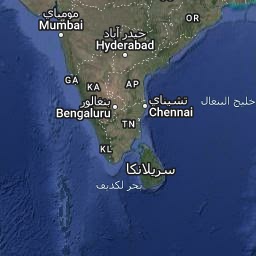 OR
مومباي
Mumbai
حيدر آباد
Hyderabad
GA
KA
AP
بنغالور
Bengaluru
تشيناي
Chennai
خليج البنغال
TN
KL
سريلانكا
بحر لكديف